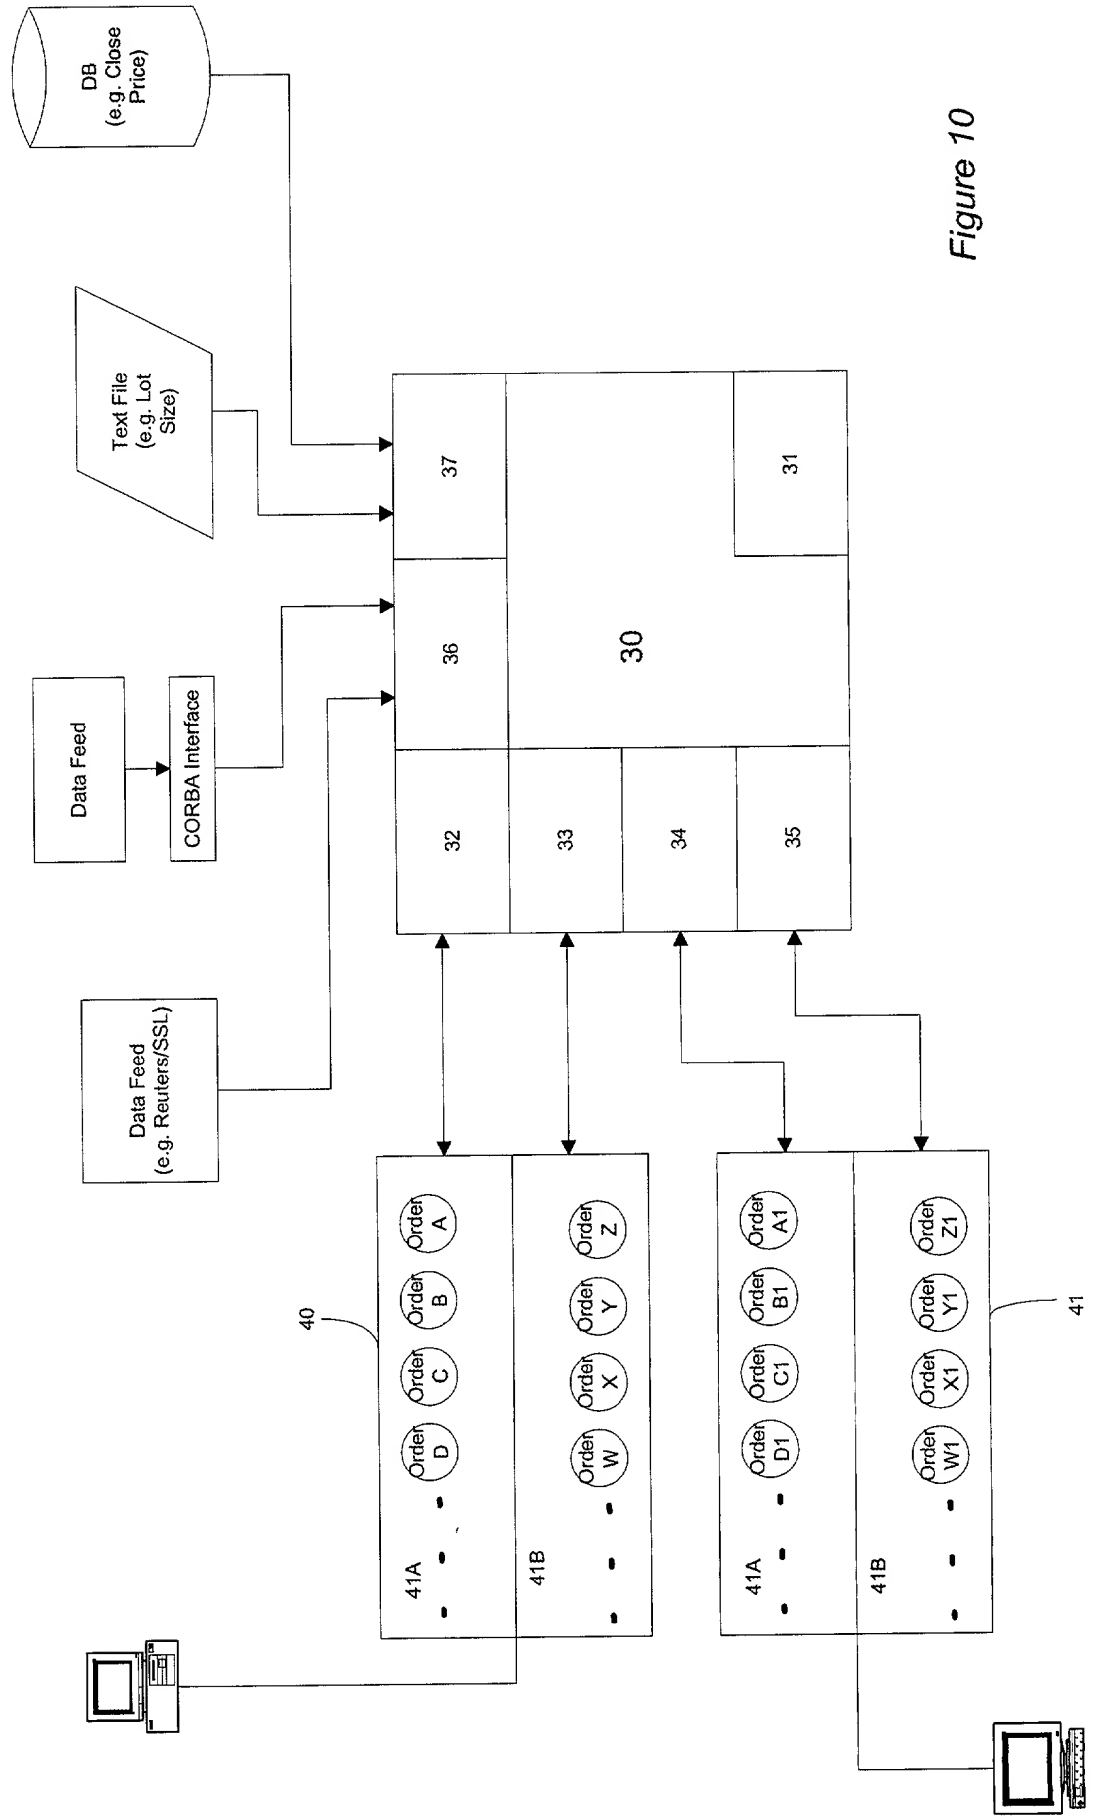 DB
(e.g. Close
Price)
Text File
(e.g. Lot
Size)
Data Feed
CORBA Interface
Data Feed
(e.g. Reuters/SSL)
32
36
37
33
30
34
35
31
40
41A
Order
D
Order
C
Order
B
Order
A
41B
Order
W
Order
X
Order
Y
Order
Z
41A
Order
D1
Order
C1
Order
B1
Order
A1
41B
Order
W1
Order
X1
Order
Y1
Order
Z1
41
Figure 10